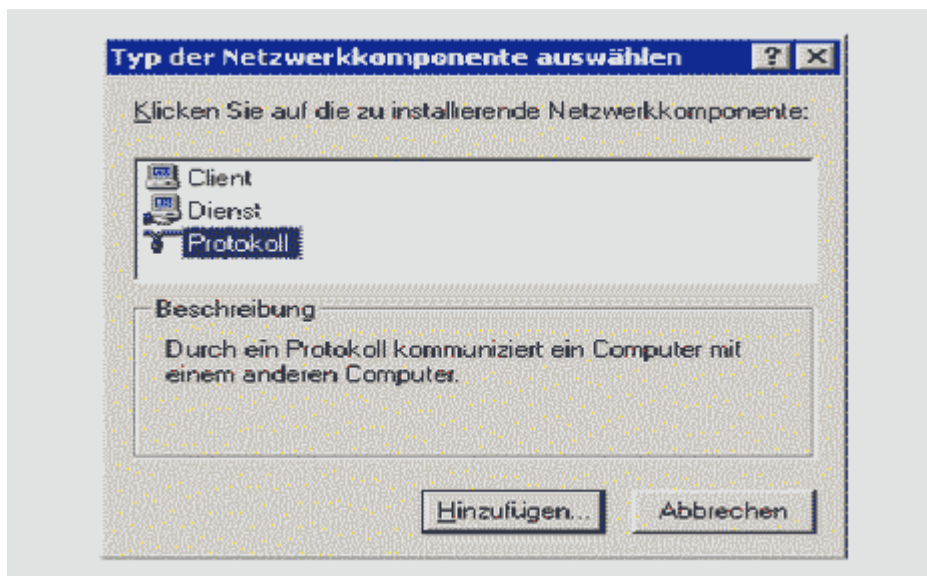 Typ der Netzwerkkomponente auswählen
Klicken Sie auf die zu installierende Netzwerkkomponente:
Client
Dienst
Protokoll
Beschreibung
Durch ein Protokoll kommuniziert ein Computer mit
einem anderen Computer.
Hinzufügen... Abbrechen